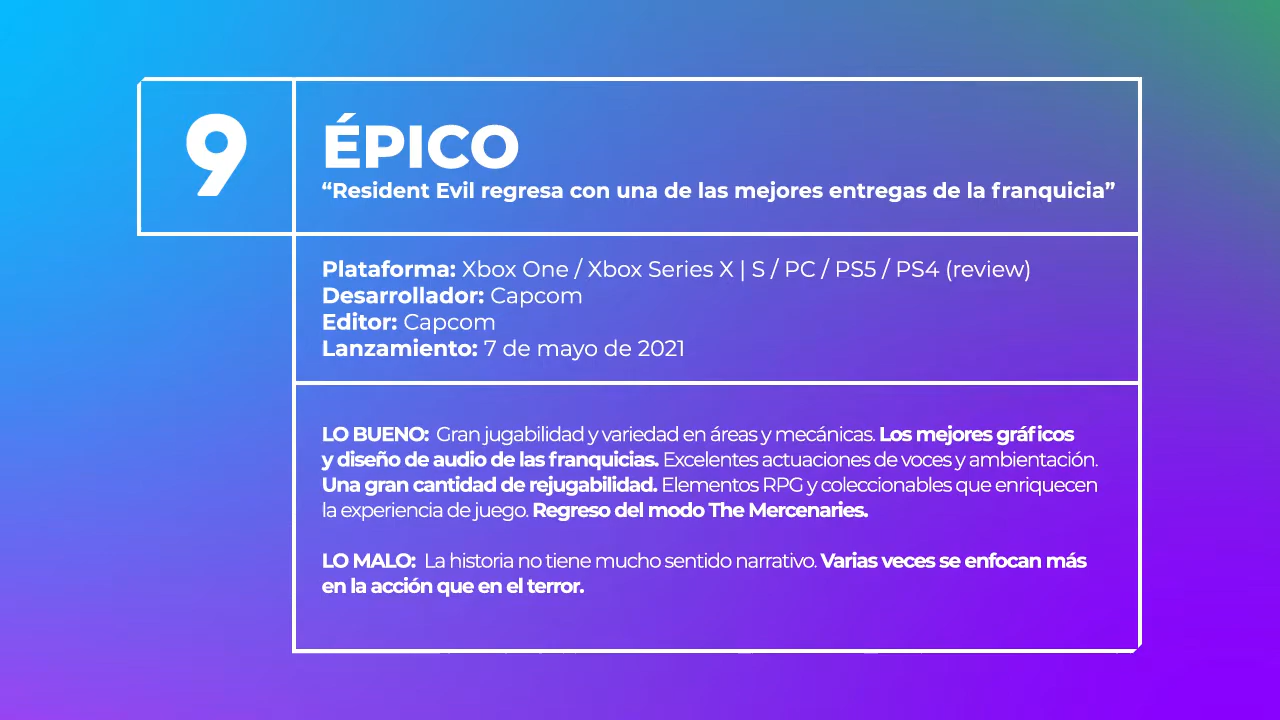 9
ÉPICO
“Resident Evil regresa con una de las mejores entregas de la franquicia”
Plataforma: Xbox One / Xbox Series X | S / PC / PS5 / PS4 (review)
Desarrollador: Capcom
Editor: Capcom
Lanzamiento: 7 de mayo de 2021
LO BUENO: Gran jugabilidad y variedad en áreas y mecánicas. Los mejores gráficos
y diseño de audio de las franquicias. Excelentes actuaciones de voces y ambientación.
Una gran cantidad de rejugabilidad. Elementos RPG y coleccionables que enriquecen
la experiencia de juego. Regreso del modo The Mercenaries.
LO MALO: La historia no tiene mucho sentido narrativo. Varias veces se enfocan más
en la acción que en el terror.